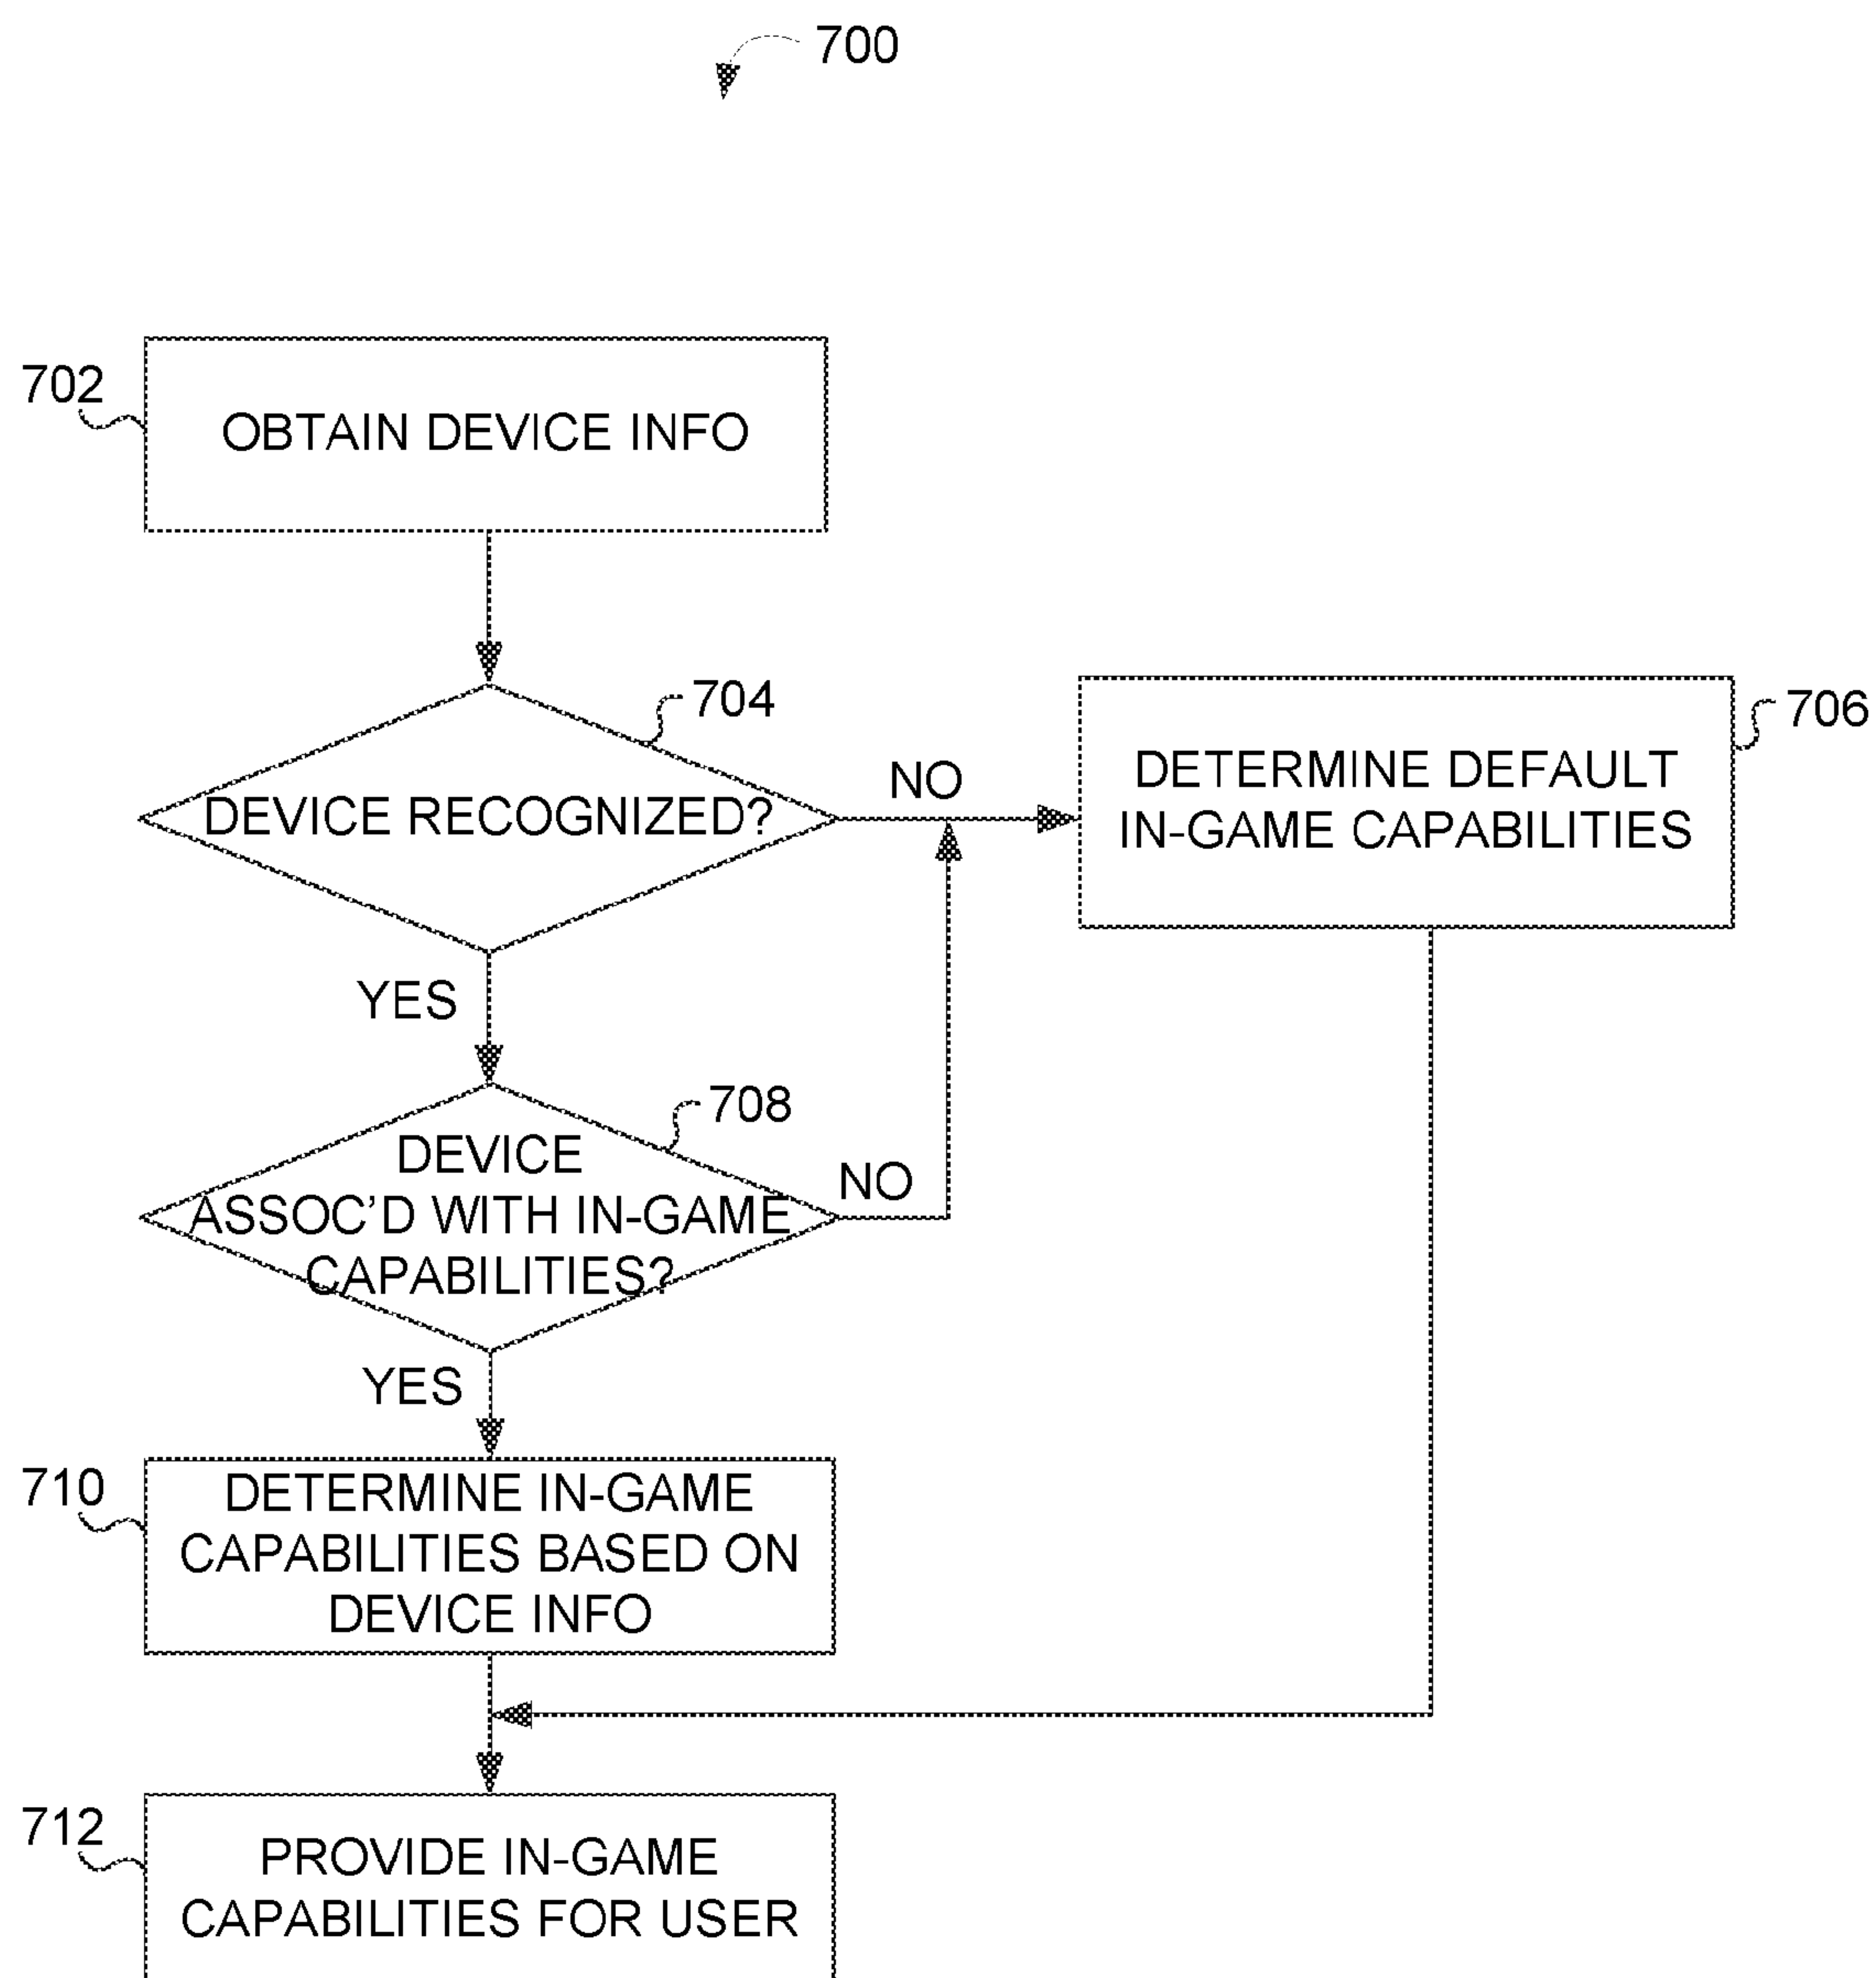 700
702
OBTAIN DEVICE INFO
704
DEVICE RECOGNIZED?
NO
706
DETERMINE DEFAULT
IN-GAME CAPABILITIES
YES
708
DEVICE
ASSOC'D WITH IN-GAME
CAPABILITIES?
NO
YES
710
DETERMINE IN-GAME
CAPABILITIES BASED ON
DEVICE INFO
712
PROVIDE IN-GAME
CAPABILITIES FOR USER